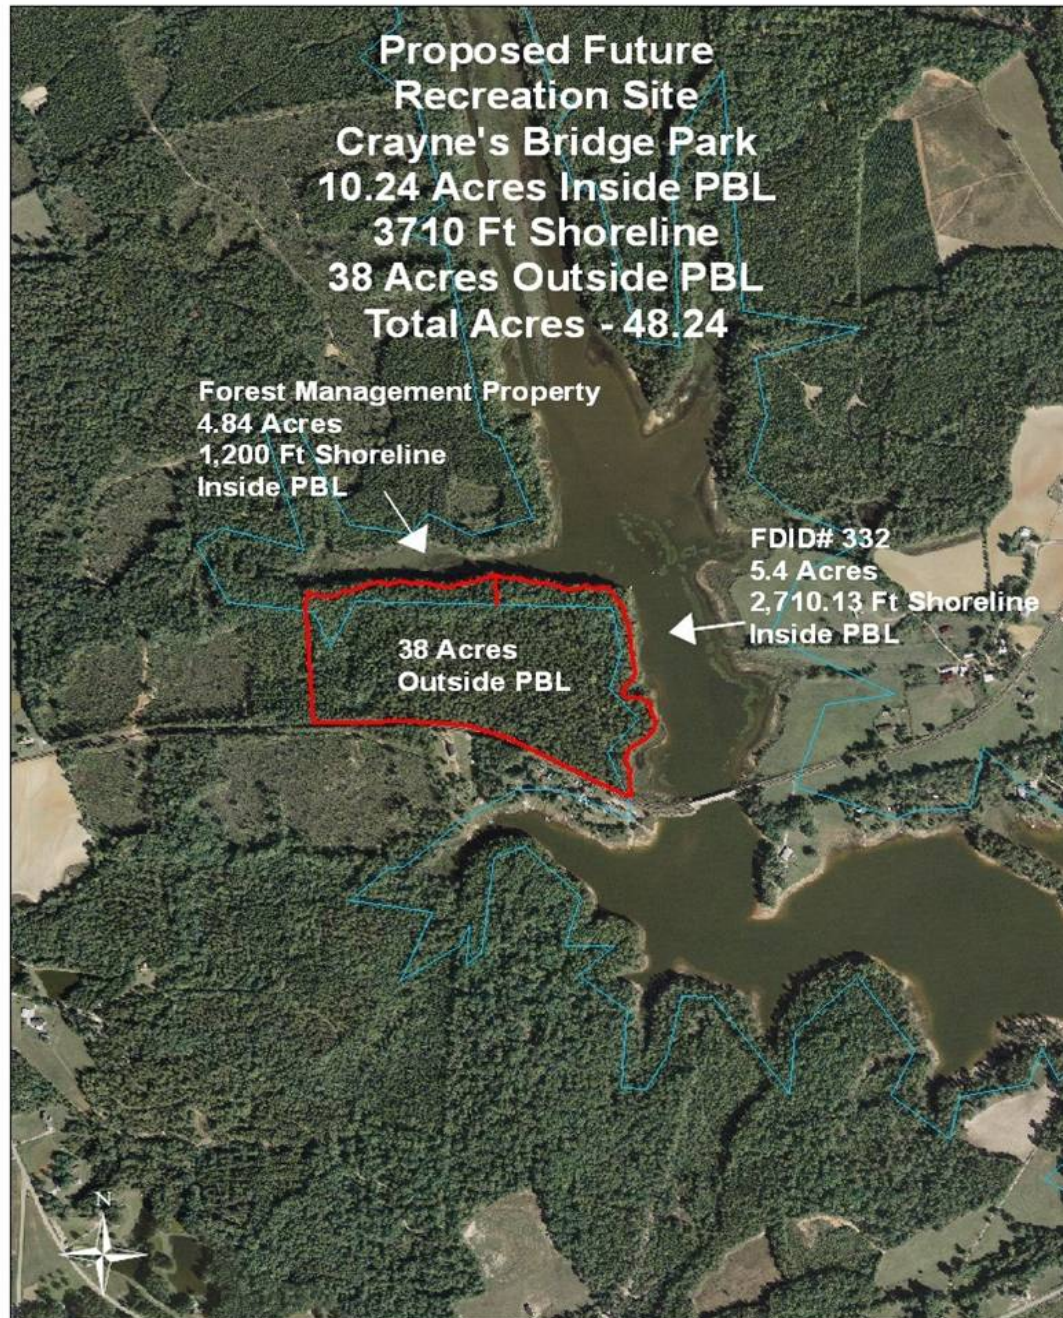 Proposed Future
Recreation Site
Crayne's Bridge Park
10.24 Acres Inside PBL
3710 Ft Shoreline
38 Acres Outside PBL
Total Acres - 48.24
Forest Management Property
4.84 Acres
1,200 Ft Shoreline
Inside PBL
FDID# 332
5.4 Acres
2,710.13 Ft Shoreline
Inside PBL
38 Acres
Outside PBL
N